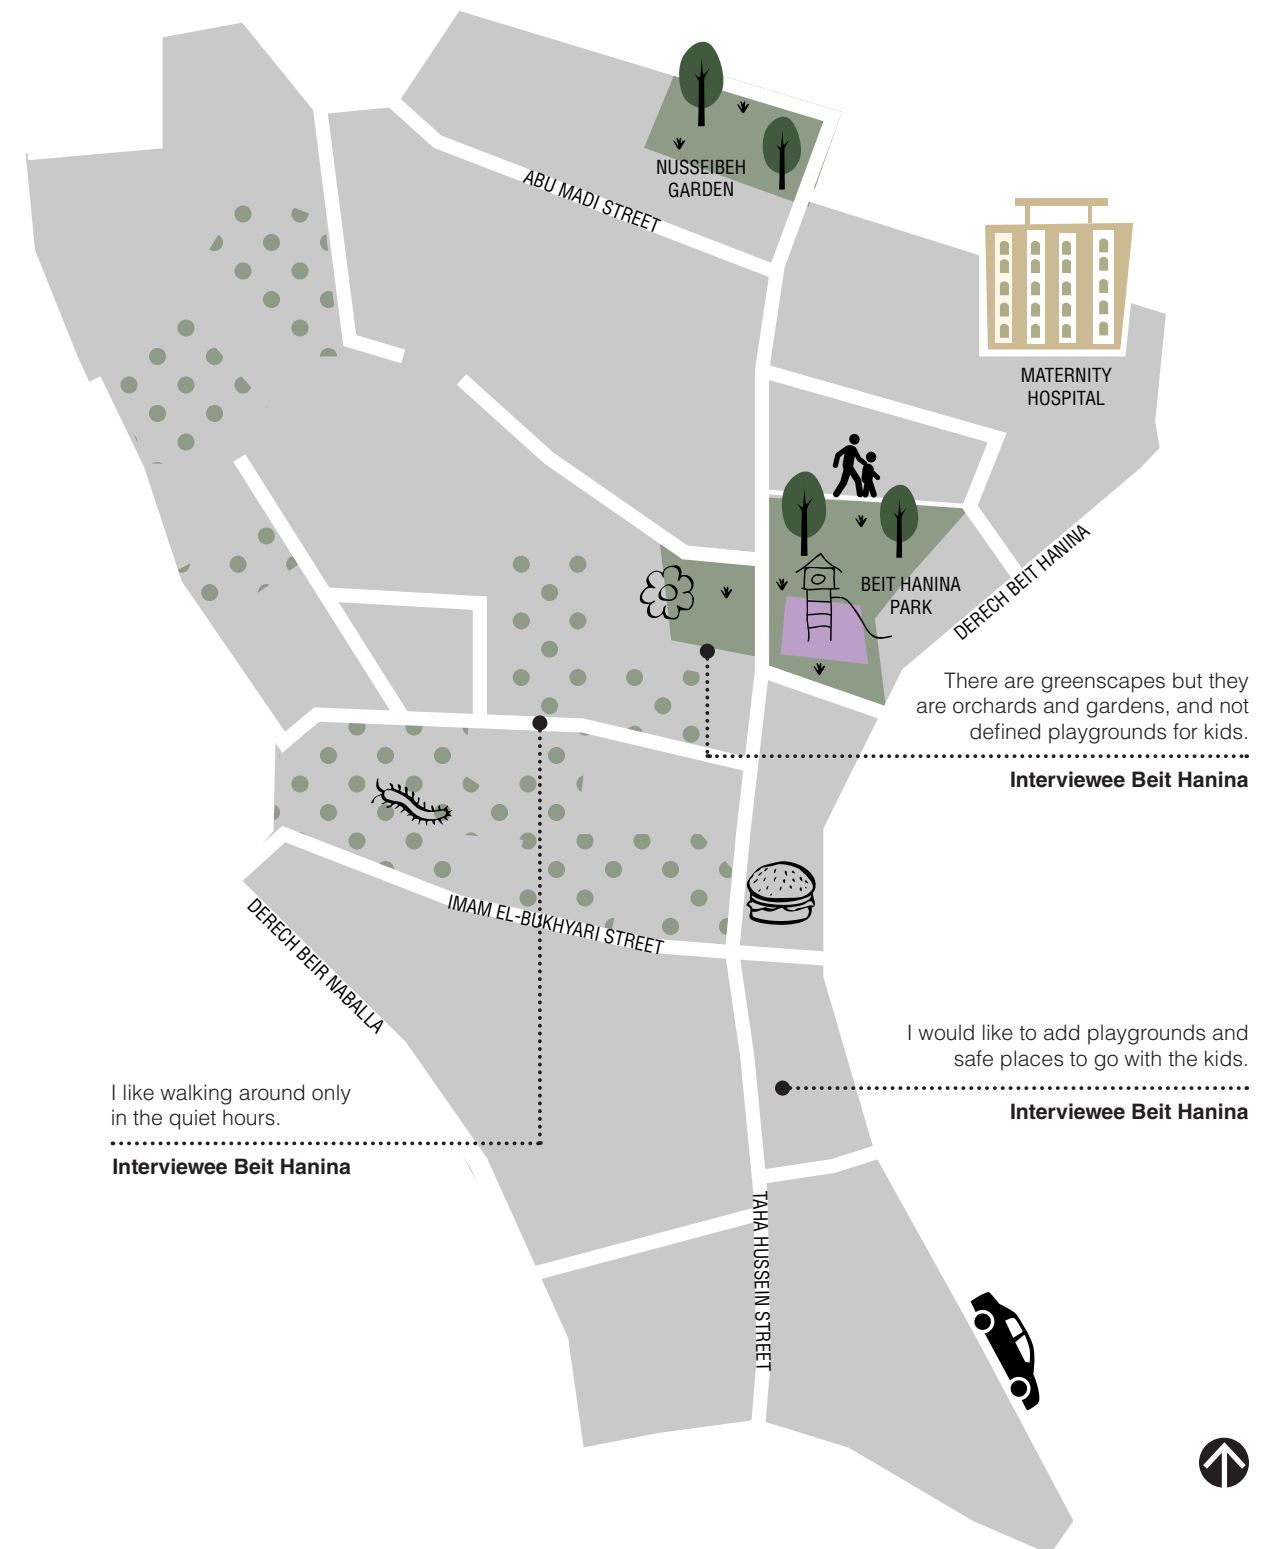 NUSSEIBEH
GARDEN
ABU MADI STREET
MATERNITY
HOSPITAL
BEIT HANINA
PARK
DERECH BEIT HANINA
There are greenscapes but they
are orchards and gardens, and not
defined playgrounds for kids.
Interviewee Beit Hanina
IMAM EL-BUKHYARI STREET
DERECH BEIR NABALLA
I would like to add playgrounds and
safe places to go with the kids.
Interviewee Beit Hanina
I like walking around only
in the quiet hours.
Interviewee Beit Hanina
TAHA HUSSEIN STREET